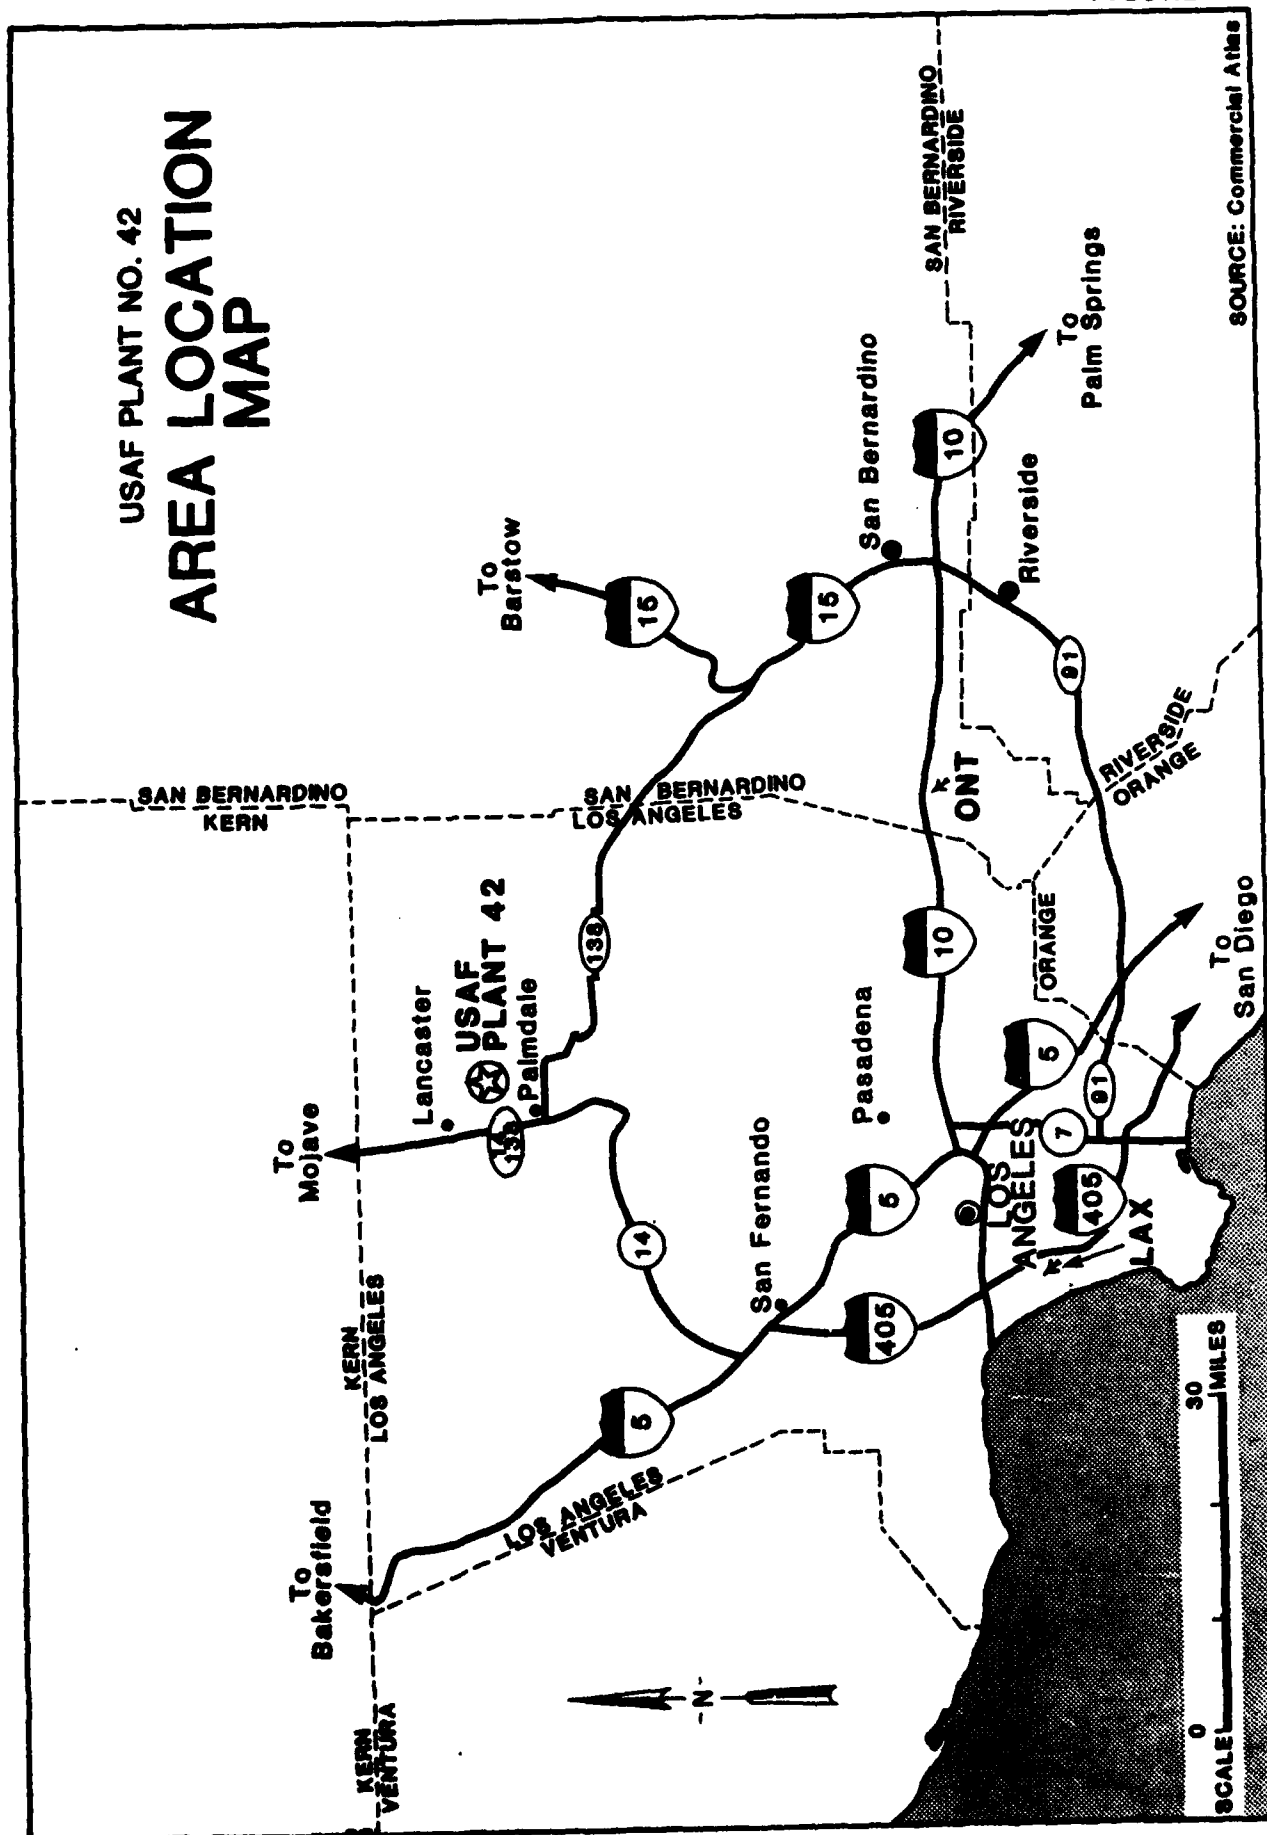 USAF PLANT NO. 42
AREA LOCATION
MAP
To
Bakersfield
To
Mojave
To
Barstow
KERN
VENTURA
KERN
LOS ANGELES
SAN BERNARDINO
KERN
Lancaster
USAF
PLANT 42
Palmdale
138
14
138
15
15
SAN BERNARDINO
LOS ANGELES
5
LOS ANGELES
VENTURA
San Fernando
Pasadena
San Bernardino
SAN BERNARDINO
RIVERSIDE
405
5
10
10
ONT
Riverside
To
Palm Springs
LOS
ANGELES
7
5
ORANGE
91
91
RIVERSIDE
ORANGE
405
LAX
To
San Diego
N
0
30
SCALE
MILES
SOURCE: Commercial Atlas